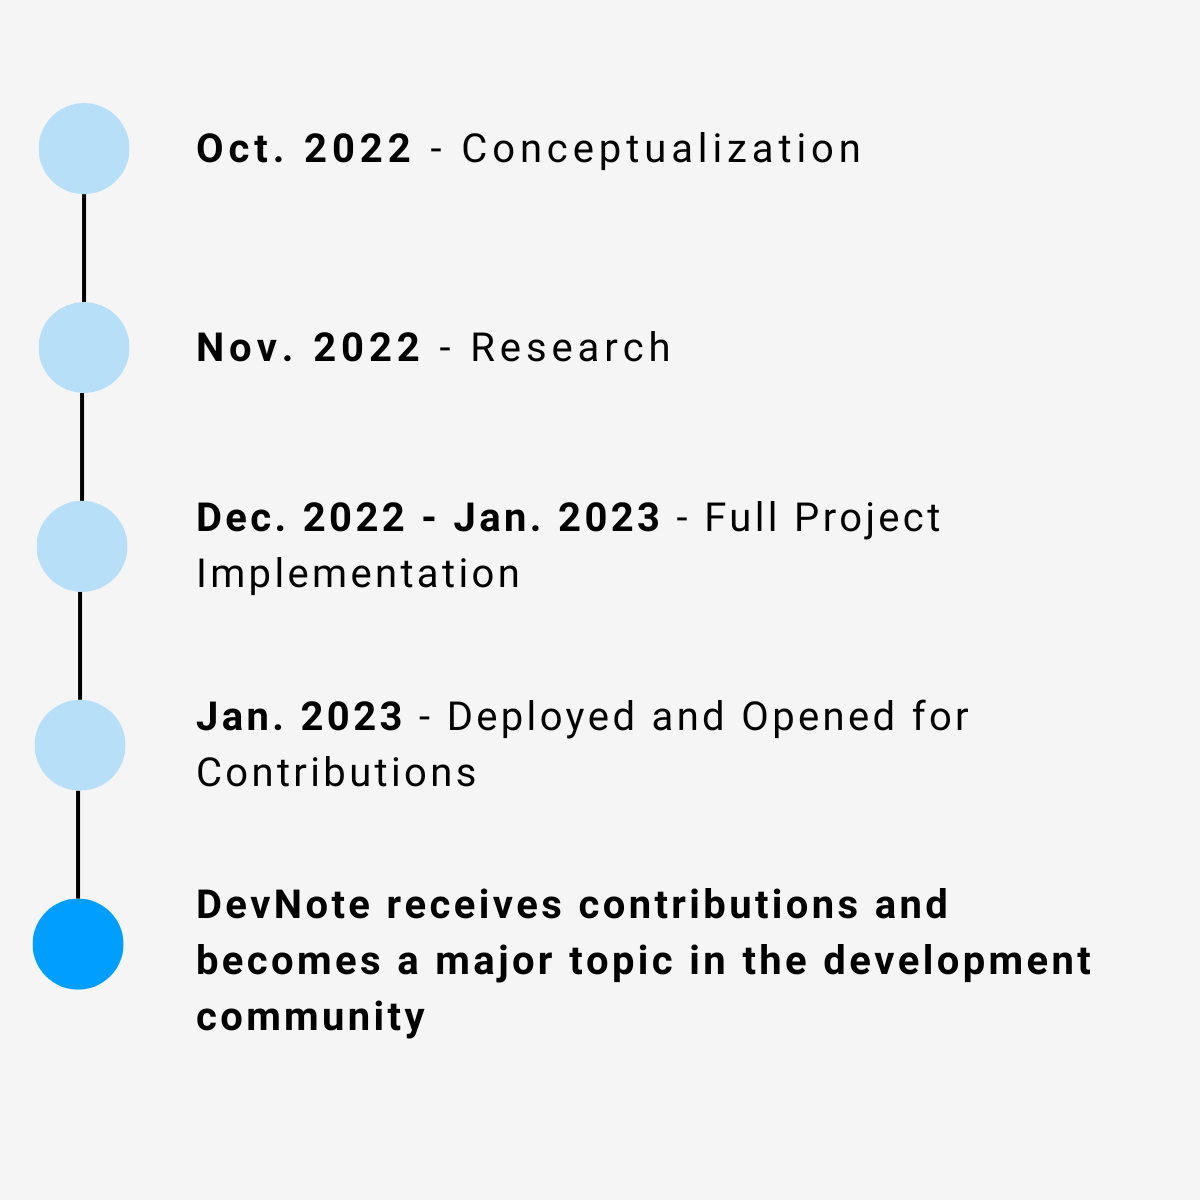 Oct. 2022 - Conceptualization
Nov. 2022 - Research
Dec. 2022 - Jan. 2023 - Full Project
Implementation
Jan. 2023 - Deployed and Opened for
Contributions
DevNote receives contributions and
becomes a major topic in the development
community